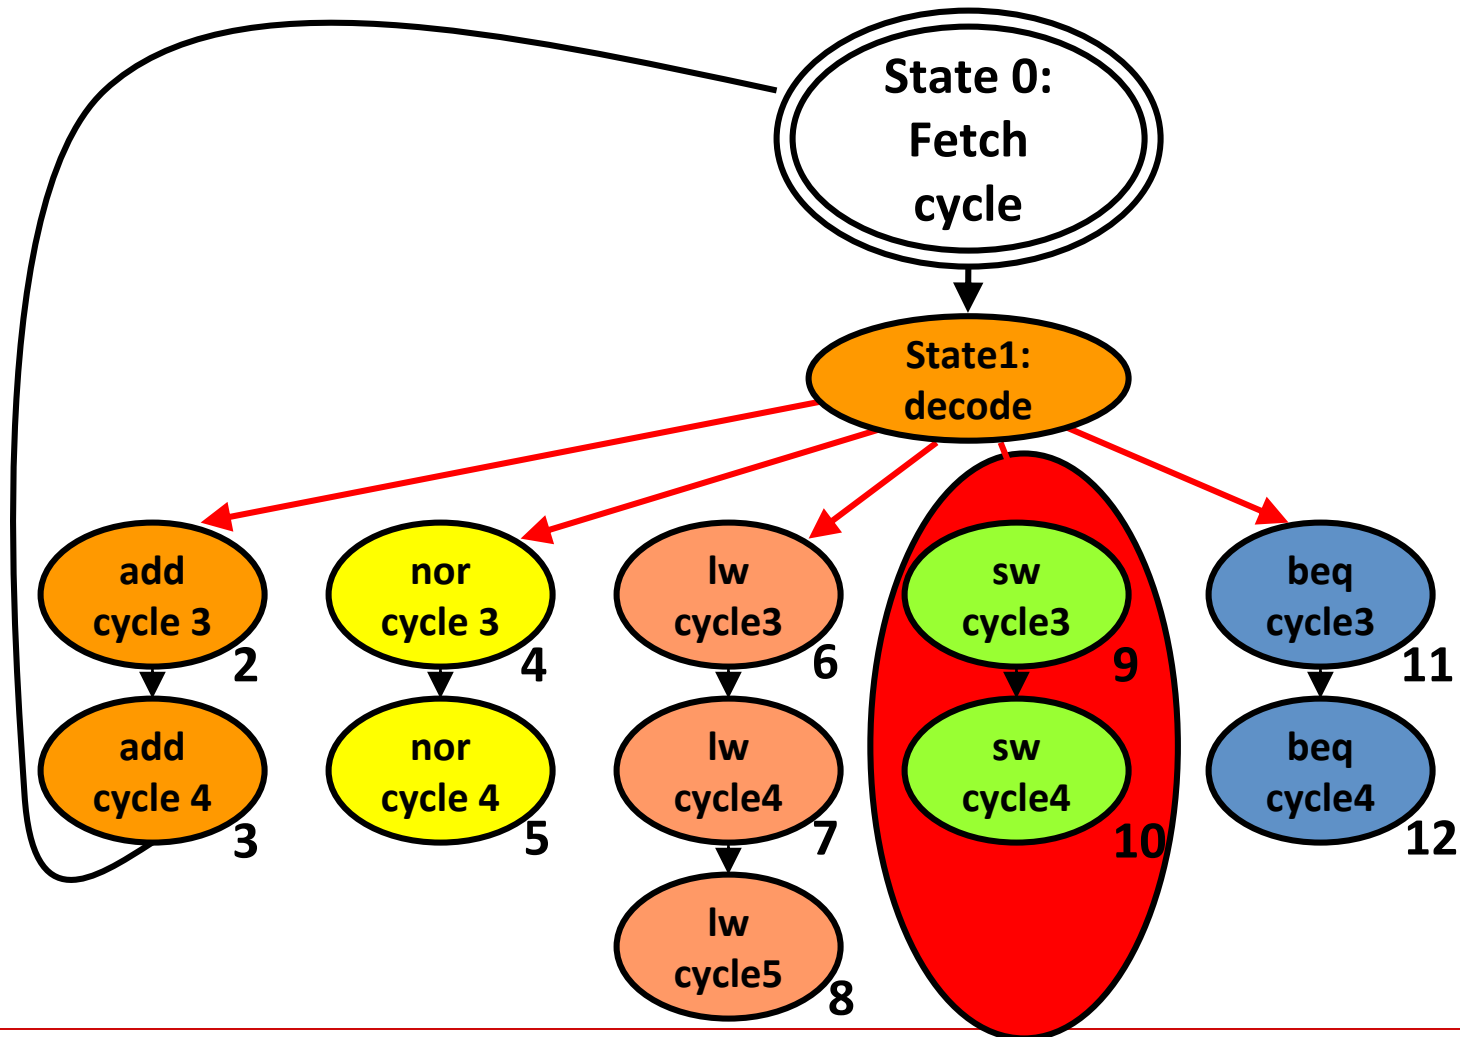 State 0:
Fetch
cycle
State1:
decode
add
cycle 3
2
nor
cycle 3
4
lw
cycle3
6
sw
cycle3
9
beq
cycle3
11
add
cycle 4
3
nor
cycle 4
5
lw
cycle4
7
sw
cycle4
10
beq
cycle4
12
lw
cycle5
8